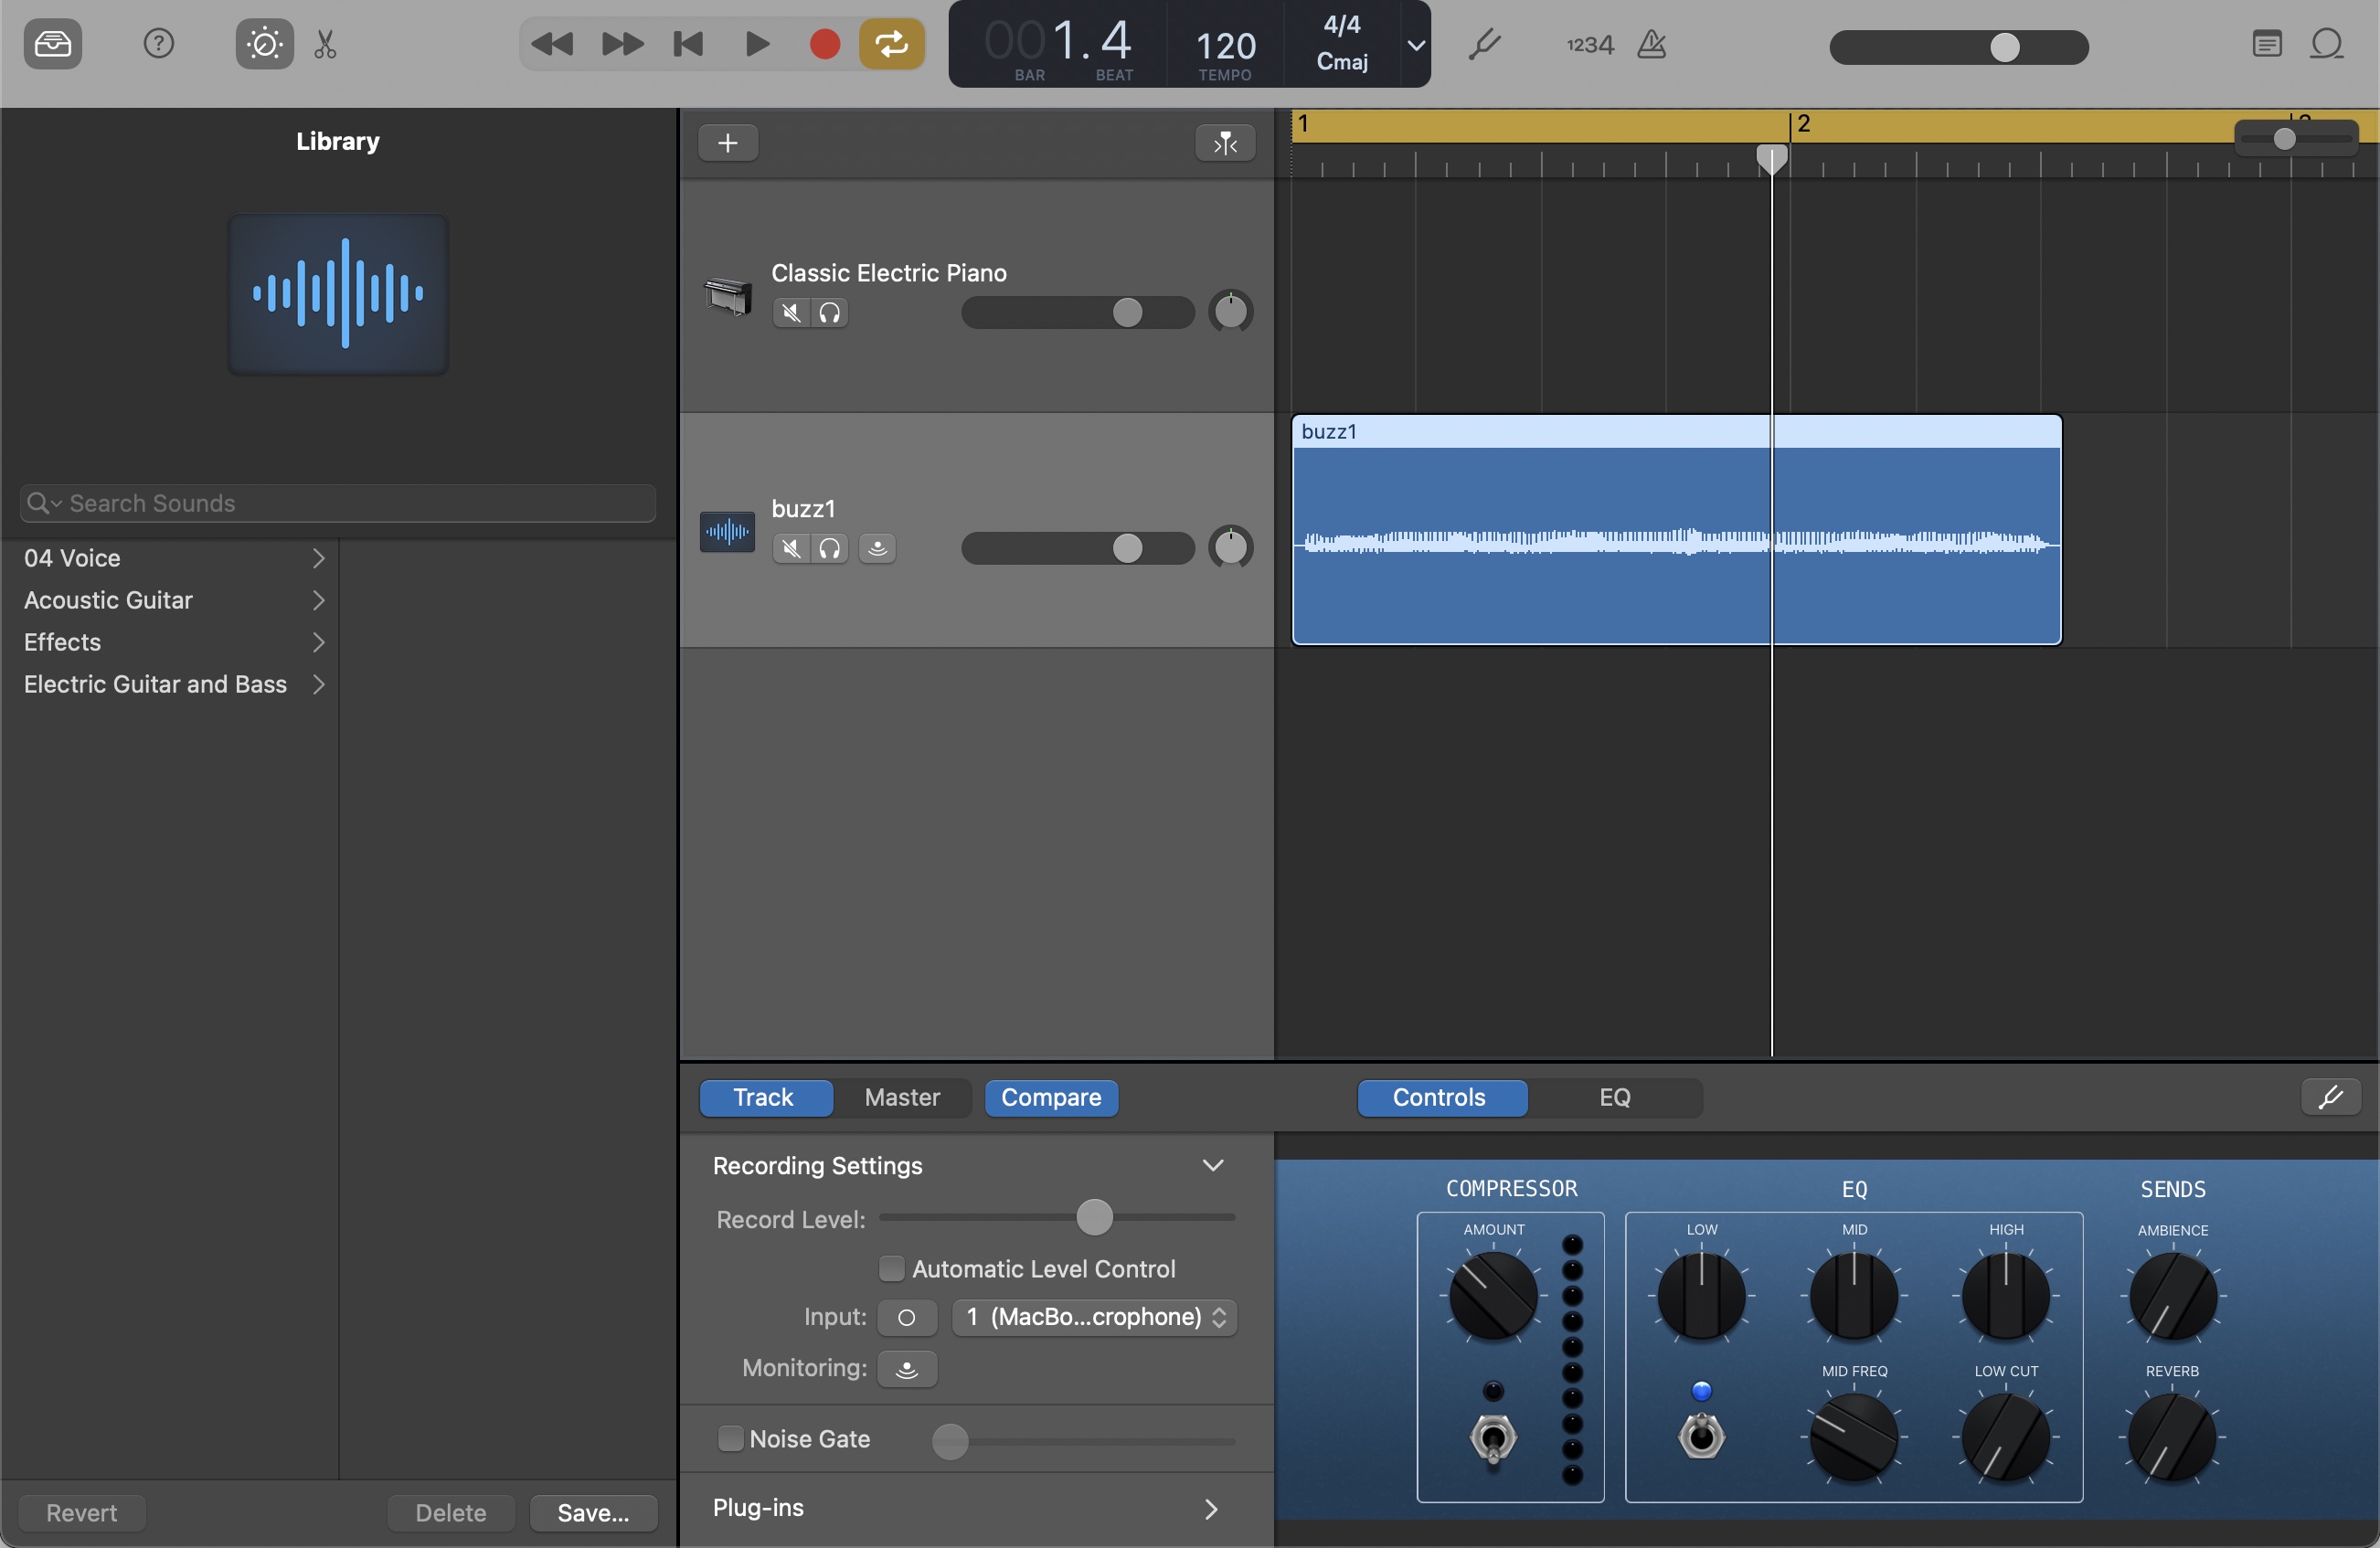 001.4
BAR BEAT
120
TEMPO
4/4
Cmaj
1234
Library
Search Sounds
04 Voice
Acoustic Guitar
Effects
Electric Guitar and Bass
Revert
Delete
Save...
1
2
Classic Electric Piano
buzz1
buzz1
Track
Master
Compare
Controls
EQ
Recording Settings
Record Level:
Automatic Level Control
Input:
1 (MacBo...crophone)
Monitoring:
Noise Gate
Plug-ins
COMPRESSOR
AMOUNT
EQ
LOW
MID
HIGH
MID FREQ
LOW CUT
SENDS
AMBIENCE
REVERB